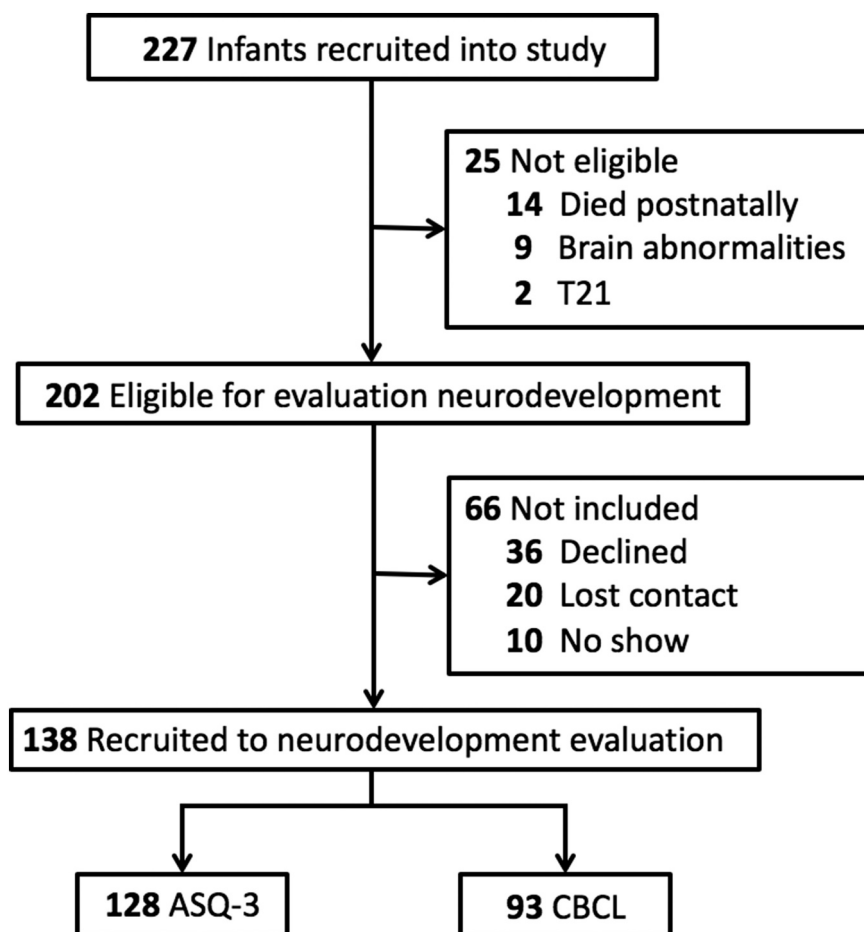 227 Infants recruited into study
25 Not eligible
14 Died postnatally
9 Brain abnormalities
2 T21
202 Eligible for evaluation neurodevelopment
66 Not included
36 Declined
20 Lost contact
10 No show
138 Recruited to neurodevelopment evaluation
128 ASQ-3
93 CBCL